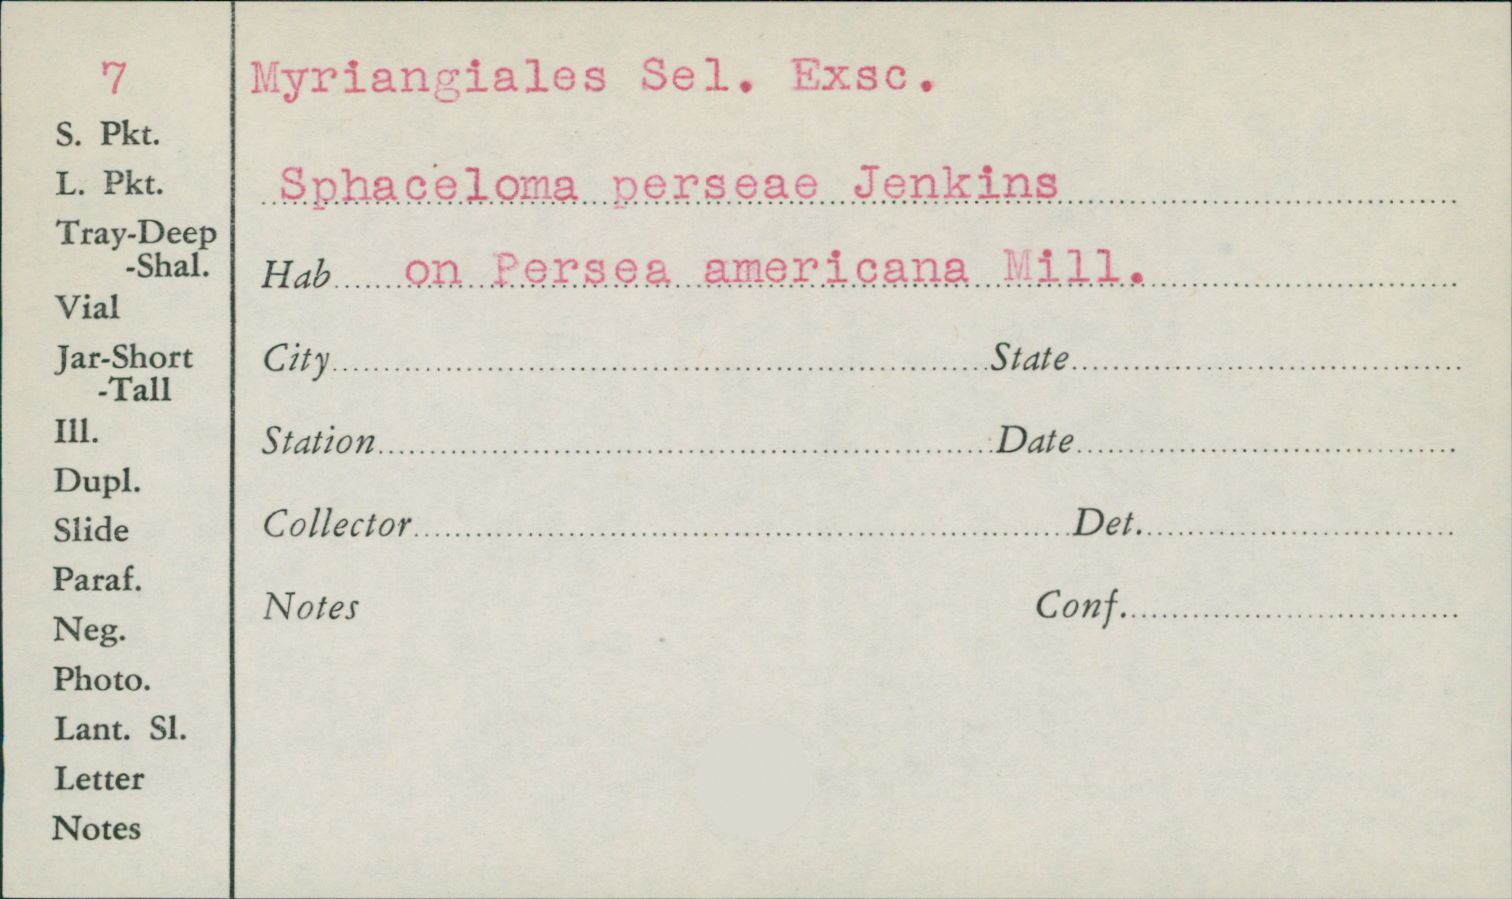 7 Myriangiales Sel. Exsc.
S. Pkt.
L. Pkt.
Tray-Deep
-Shal.
Vial
Jar-Short
-Tall
Ill.
Dupl.
Slide
Paraf.
Neg.
Photo.
Lant. Sl.
Letter
Notes
Sphaceloma perseae Jenkins
Hab on Persea americana Mill.
City State
Station Date
Collector Det.
Notes Conf.